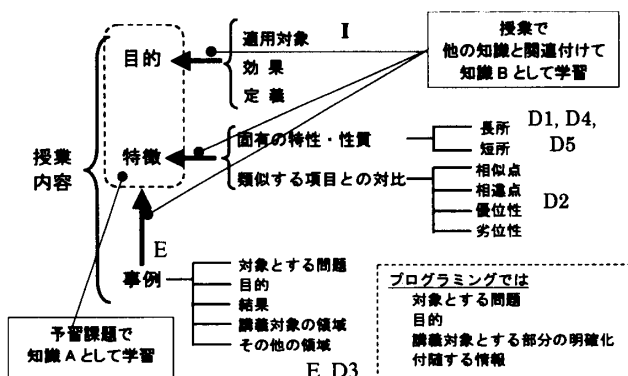 授業内容
目的
適用対象
効果
定義
I
授業で
他の知識と関連付けて
知識Bとして学習
特徴
固有の特性・性質
長所
短所
D1, D4,
D5
類似する項目との対比
相似点
相違点
優位性
劣位性
D2
E
事例
対象とする問題
目的
結果
講義対象の領域
その他の領域
E, D3
予習課題で
知識Aとして学習
プログラミングでは
対象とする問題
目的
講義対象とする部分の明確化
付随する情報